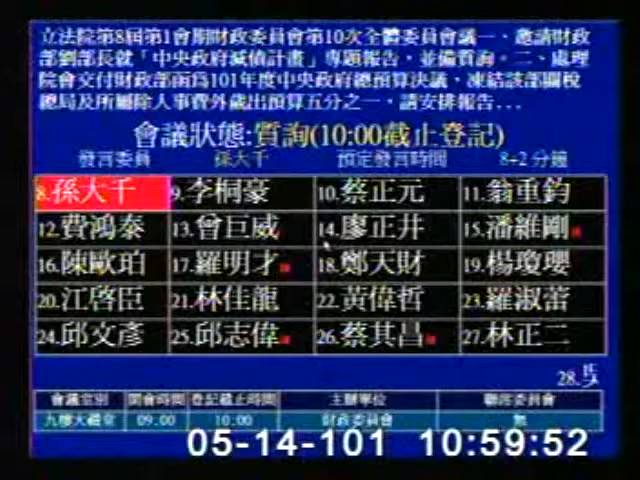 立法院第8屆第1會期財政委員會第10次全體委員會議一、邀請財政
部劉部長就「中央政府減債計畫」專題報告,並備質詢。二、處理
院會交付財政部函為101年度中央政府總預算決議,凍結該部關稅
總局及所屬除人事費外歲出預算五分之一,請安排報告...
會議狀態:質詢(10:00截止登記)
發言委員 孫大千 預定發言時間 8+2 分鐘
8.孫大千 9.李桐豪 10.蔡正元 11.翁重鈞
12.費鴻泰 13.曾巨威 14.廖正井 15.潘維剛
16.陳歐珀 17.羅明才 18.鄭天財 19.楊瓊瓔
20.江啓臣 21.林佳龍 22.黃偉哲 23.羅淑蕾
24.邱文彥 25.邱志偉 26.蔡其昌 27.林正二
28.
會議室別 開會時間 登記截止時間 主辦單位 聯席委員會
九樓大禮堂 09.00 10:00 財政委員會 無
05-14-101 10:59:52